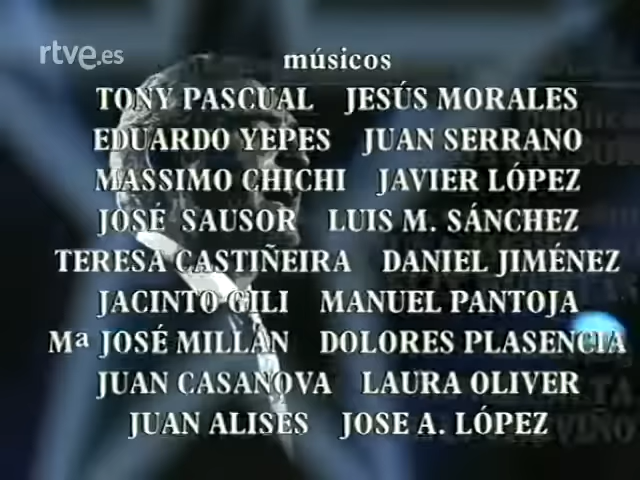 rtve.es
músicos
TONY PASCUAL JESÚS MORALES
EDUARDO YEPES JUAN SERRANO
MASSIMO CHICHI JAVIER LÓPEZ
JOSÉ SAUSOR LUIS M. SÁNCHEZ
TERESA CASTIÑEIRA DANIEL JIMÉNEZ
JACINTO GILI MANUEL PANTOJA
Mª JOSÉ MILLÁN DOLORES PLASENCIA
JUAN CASANOVA LAURA OLIVER
JUAN ALISES JOSE A. LÓPEZ